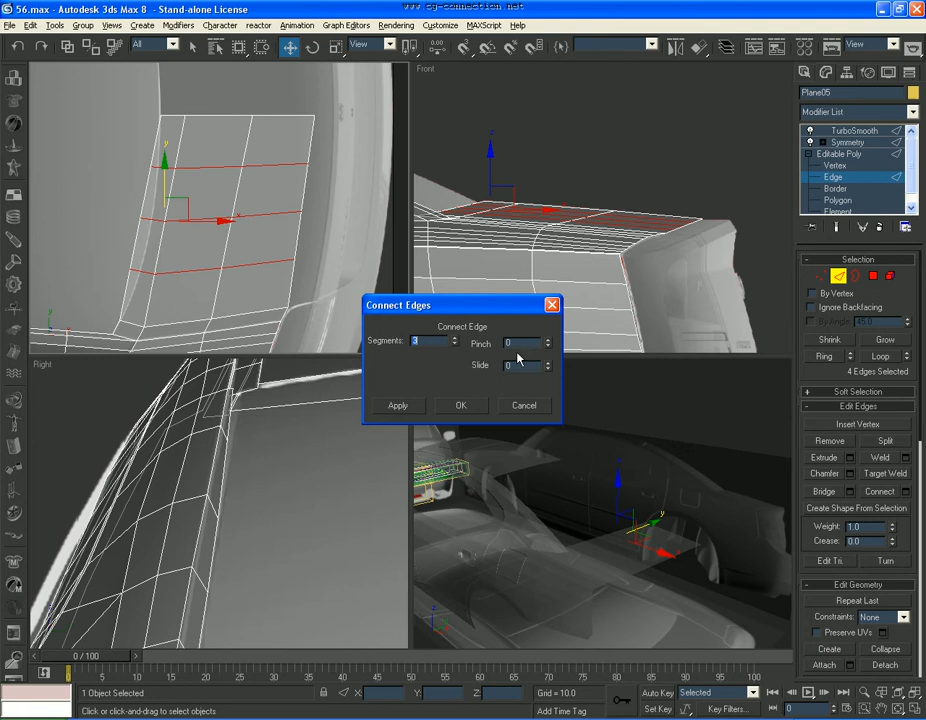 56.max - Autodesk 3ds Max 8 - Stand-alone License
www.cg-connection.net
File Edit Tools Group Views Create Modifiers Character reactor Animation Graph Editors Rendering Customize MAXScript Help
All View View
Front
Right
Plane05
Modifier List
TurboSmooth
Symmetry
Editable Poly
Vertex
Edge
Border
Polygon
Element
Selection
By Vertex
Ignore Backfacing
By Angle: 45.0
Shrink Grow
Ring Loop
4 Edges Selected
Soft Selection
Edit Edges
Insert Vertex
Remove Split
Extrude Weld
Chamfer Target Weld
Bridge Connect
Create Shape From Selection
Weight: 1.0
Crease: 0.0
Edit Tri. Turn
Edit Geometry
Repeat Last
Constraints: None
Preserve UVs
Create Collapse
Attach Detach
Connect Edges
Connect Edge
Segments: 3 Pinch 0
Slide 0
Apply OK Cancel
0 / 100
0 5 10 15 20 25 30 35 40 45 50 55 60 65 70 75 80 85 90 95 100
1 Object Selected X: Y: Z: Grid = 10.0 Auto Key Selected
Click or click-and-drag to select objects Add Time Tag Set Key Key Filters... 0